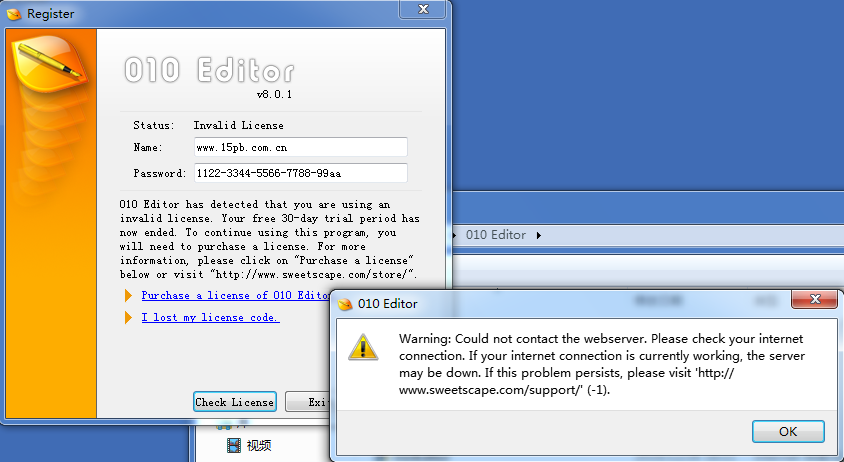 Register
010 Editor
v8.0.1
Status: Invalid License
Name: www.15pb.com.cn
Password: 1122-3344-5566-7788-99aa
010 Editor has detected that you are using an
invalid license. Your free 30-day trial period has
now ended. To continue using this program, you
will need to purchase a license. For more
information, please click on "Purchase a license"
below or visit "http://www.sweetscape.com/store/".
Purchase a license of 010 Edito
I lost my license code.
Check License
Exi
010 Editor
010 Editor
Warning: Could not contact the webserver. Please check your internet
connection. If your internet connection is currently working, the server
may be down. If this problem persists, please visit 'http://
www.sweetscape.com/support/' (-1).
OK
视频